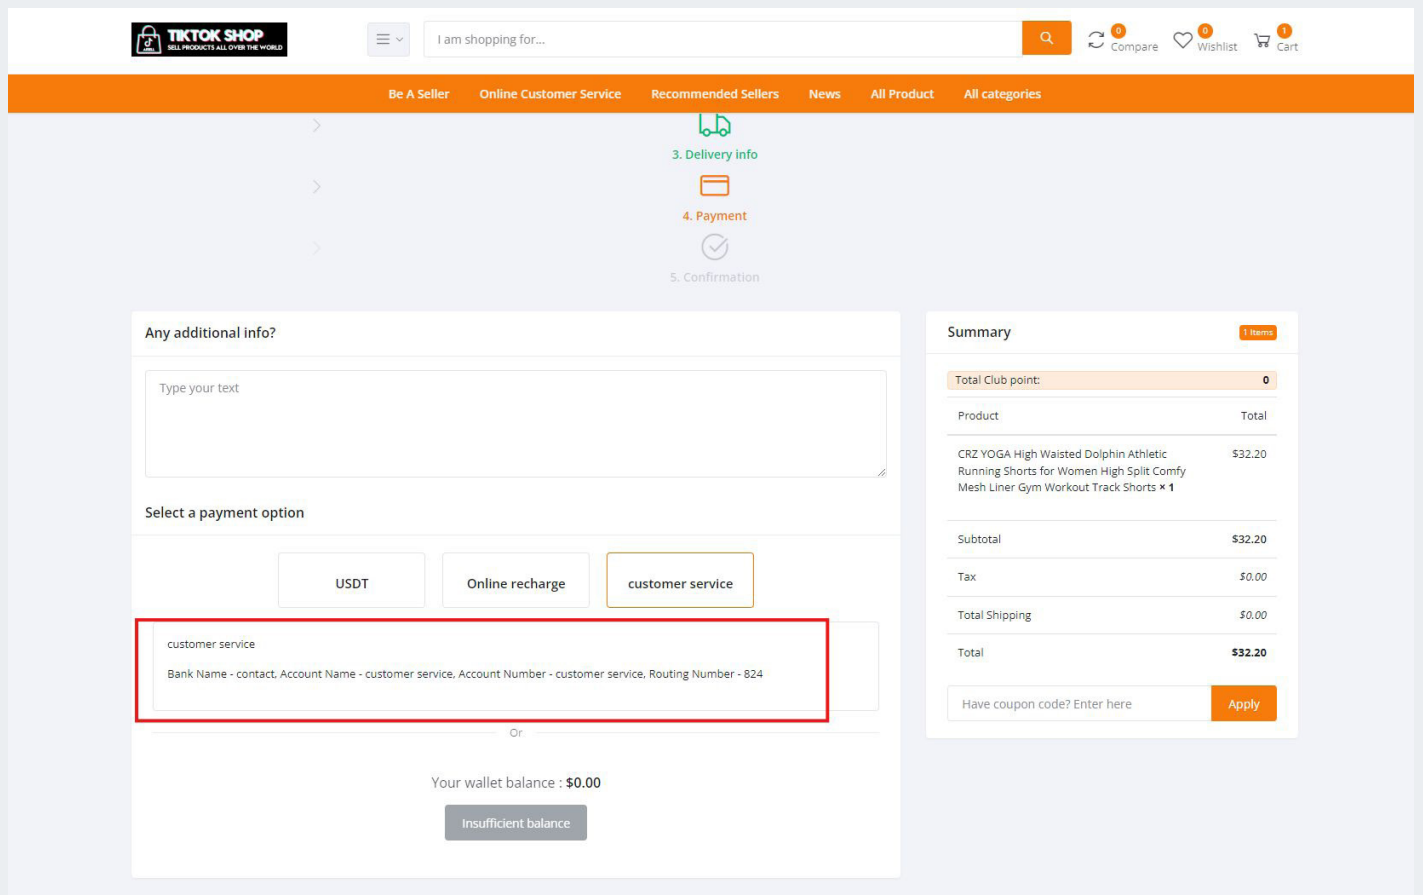 TIKTOK SHOP
SELL PRODUCTS ALL OVER THE WORLD
I am shopping for...
0
Compare
0
Wishlist
1
Cart
Be A Seller
Online Customer Service
Recommended Sellers
News
All Product
All categories
3. Delivery info
4. Payment
5. Confirmation
Any additional info?
Type your text
Select a payment option
USDT
Online recharge
customer service
customer service
Bank Name - contact, Account Name - customer service, Account Number - customer service, Routing Number - 824
Or
Your wallet balance : $0.00
Insufficient balance
Summary
1 Items
Total Club point: 0
Product Total
CRZ YOGA High Waisted Dolphin Athletic $32.20
Running Shorts for Women High Split Comfy
Mesh Liner Gym Workout Track Shorts × 1
Subtotal $32.20
Tax $0.00
Total Shipping $0.00
Total $32.20
Have coupon code? Enter here
Apply